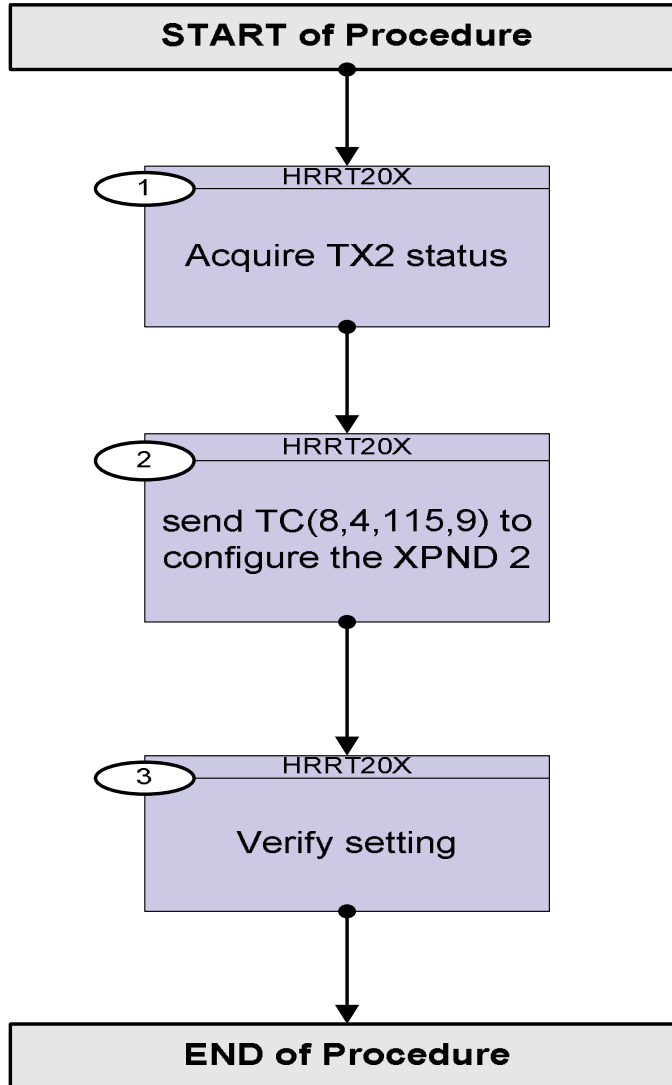 START of Procedure
HRRT20X
1
Acquire TX2 status
HRRT20X
2
send TC(8,4,115,9) to
configure the XPND 2
HRRT20X
3
Verify setting
END of Procedure